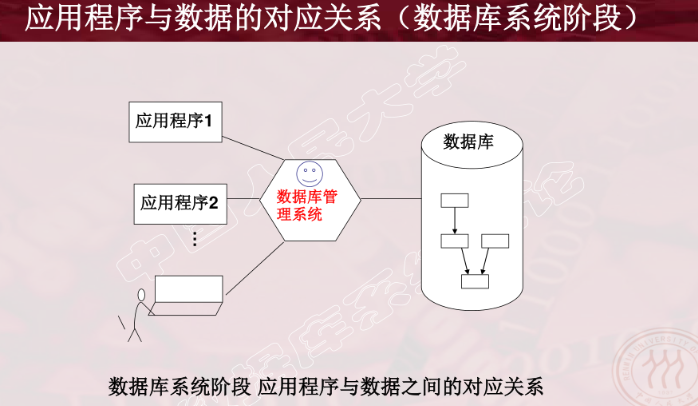 应用程序与数据的对应关系（数据库系统阶段）
应用程序1
应用程序2
⋮
数据库管
理系统
数据库
数据库系统阶段 应用程序与数据之间的对应关系